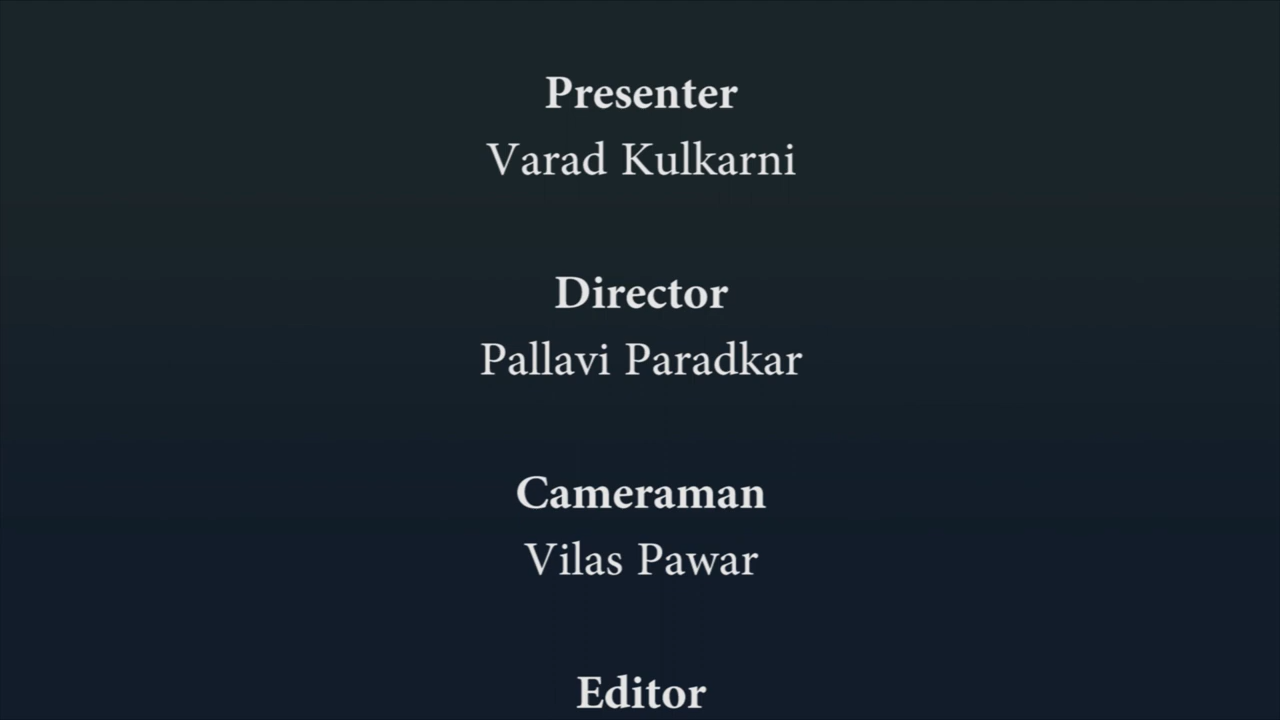 Presenter
Varad Kulkarni
Director
Pallavi Paradkar
Cameraman
Vilas Pawar
Editor